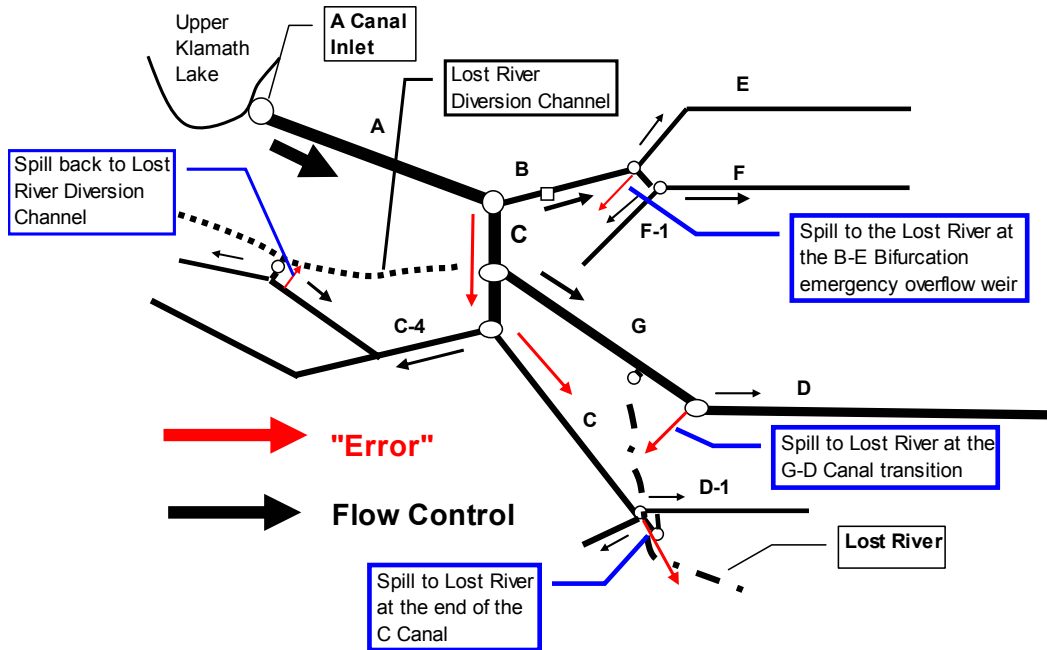 Upper
Klamath
Lake
A Canal
Inlet
Lost River
Diversion Channel
A
E
B
F
F-1
Spill back to Lost
River Diversion
Channel
C
Spill to the Lost River at
the B-E Bifurcation
emergency overflow weir
C-4
G
D
C
"Error"
Spill to Lost River at the
G-D Canal transition
D-1
Flow Control
Lost River
Spill to Lost River
at the end of the
C Canal